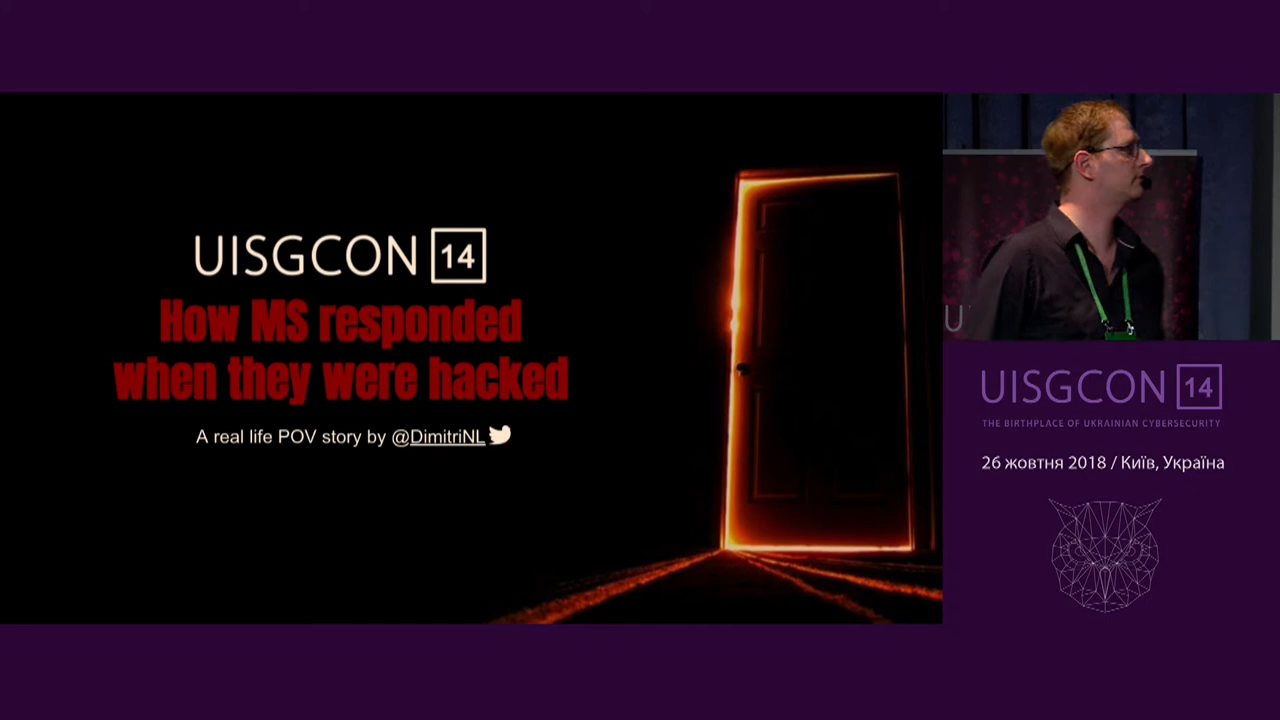 UISGCON 14
How MS responded
when they were hacked
A real life POV story by @DimitriNL
U
UISGCON 14
THE BIRTHPLACE OF UKRAINIAN CYBERSECURITY
26 жовтня 2018 / Київ, Україна